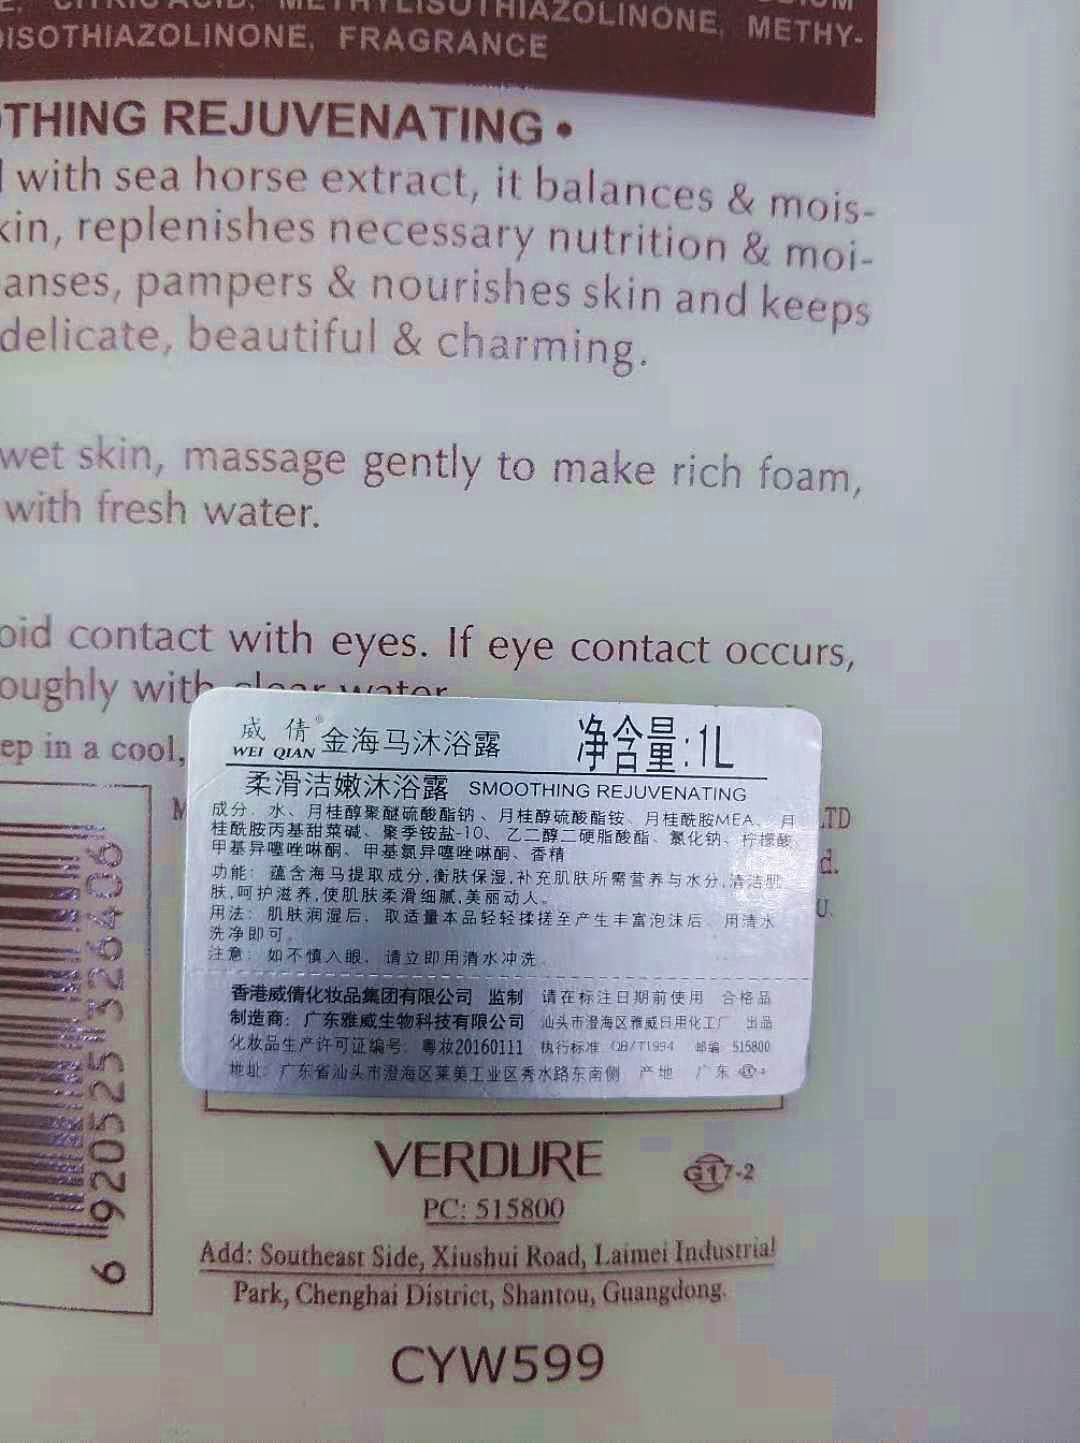 CITRIC ACID, METHYLISOTHIAZOLINONE, METHY-
ISOTHIAZOLINONE, FRAGRANCE
THING REJUVENATING •
with sea horse extract, it balances & mois-
kin, replenishes necessary nutrition & moi-
anses, pampers & nourishes skin and keeps
delicate, beautiful & charming.
wet skin, massage gently to make rich foam,
with fresh water.
oid contact with eyes. If eye contact occurs,
oughly with clear water
ep in a cool,
威倩® 金海马沐浴露 净含量:1L
WEI QIAN
柔滑洁嫩沐浴露 SMOOTHING REJUVENATING
成分：水、月桂醇聚醚硫酸酯钠、月桂醇硫酸酯铵、月桂酰胺MEA、月
桂酰胺丙基甜菜碱、聚季铵盐-10、乙二醇二硬脂酸酯、氯化钠、柠檬酸、
甲基异噻唑啉酮、甲基氯异噻唑啉酮、香精
功能：蕴含海马提取成分,衡肤保湿,补充肌肤所需营养与水分,清洁肌
肤,呵护滋养,使肌肤柔滑细腻,美丽动人。
用法：肌肤润湿后，取适量本品轻轻揉搓至产生丰富泡沫后，用清水
洗净即可。
注意：如不慎入眼，请立即用清水冲洗。
香港威倩化妆品集团有限公司 监制 请在标注日期前使用 合格品
制造商：广东雅威生物科技有限公司 汕头市澄海区雅威日用化工厂 出品
化妆品生产许可证编号：粤妆20160111 执行标准：QB/T1994 邮编：515800
地址：广东省汕头市澄海区莱美工业区秀水路东南侧 产地：广东
M
LTD
d.
U.
6 920525 326406
VERDURE
G17-2
PC: 515800
Add: Southeast Side, Xiushui Road, Laimei Industrial
Park, Chenghai District, Shantou, Guangdong.
CYW599